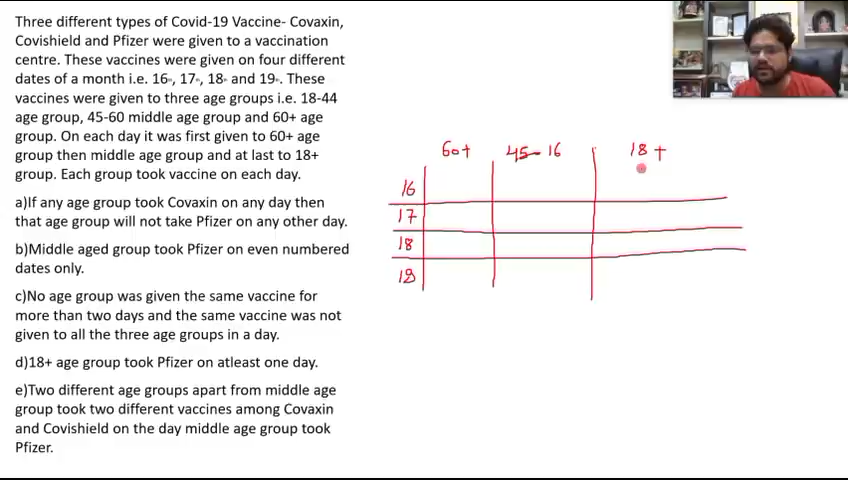 Three different types of Covid-19 Vaccine- Covaxin,
Covishield and Pfizer were given to a vaccination
centre. These vaccines were given on four different
dates of a month i.e. 16ᵗʰ, 17ᵗʰ, 18ᵗʰ and 19ᵗʰ. These
vaccines were given to three age groups i.e. 18-44
age group, 45-60 middle age group and 60+ age
group. On each day it was first given to 60+ age
group then middle age group and at last to 18+
group. Each group took vaccine on each day.
a)If any age group took Covaxin on any day then
that age group will not take Pfizer on any other day.
b)Middle aged group took Pfizer on even numbered
dates only.
c)No age group was given the same vaccine for
more than two days and the same vaccine was not
given to all the three age groups in a day.
d)18+ age group took Pfizer on atleast one day.
e)Two different age groups apart from middle age
group took two different vaccines among Covaxin
and Covishield on the day middle age group took
Pfizer.
60+ 45-16 18+
16
17
18
19